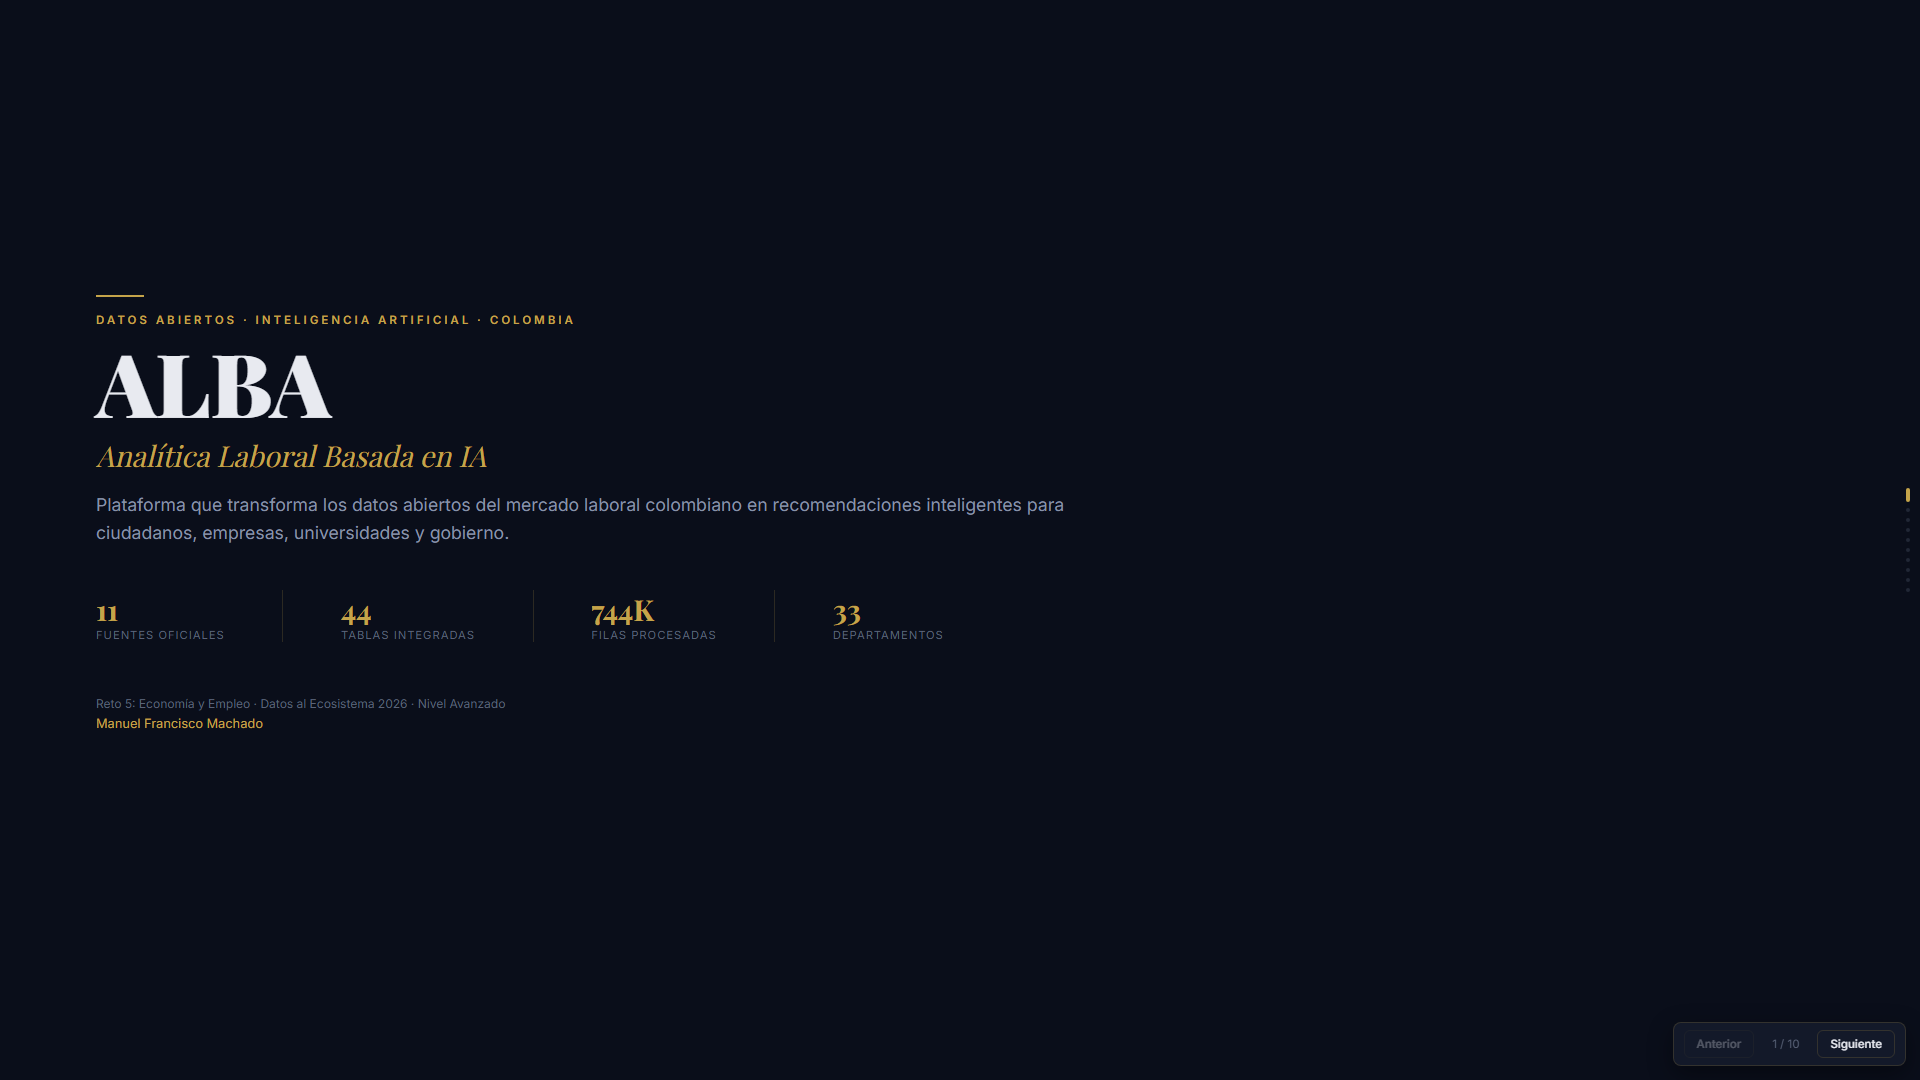 DATOS ABIERTOS · INTELIGENCIA ARTIFICIAL · COLOMBIA
ALBA
Analítica Laboral Basada en IA
Plataforma que transforma los datos abiertos del mercado laboral colombiano en recomendaciones inteligentes para
ciudadanos, empresas, universidades y gobierno.
11 44 744K 33
FUENTES OFICIALES TABLAS INTEGRADAS FILAS PROCESADAS DEPARTAMENTOS
Reto 5: Economía y Empleo · Datos al Ecosistema 2026 · Nivel Avanzado
Manuel Francisco Machado
Anterior 1 / 10 Siguiente